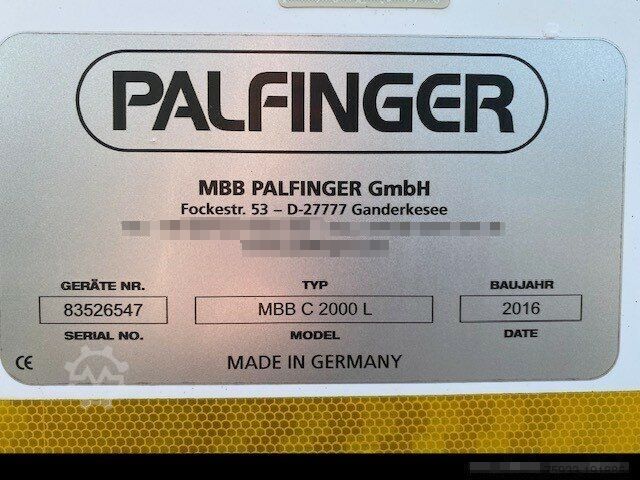 PALFINGER
MBB PALFINGER GmbH
Fockestr. 53 – D-27777 Ganderkesee
GERÄTE NR. TYP BAUJAHR
83526547 MBB C 2000 L 2016
SERIAL NO. MODEL DATE
CE MADE IN GERMANY